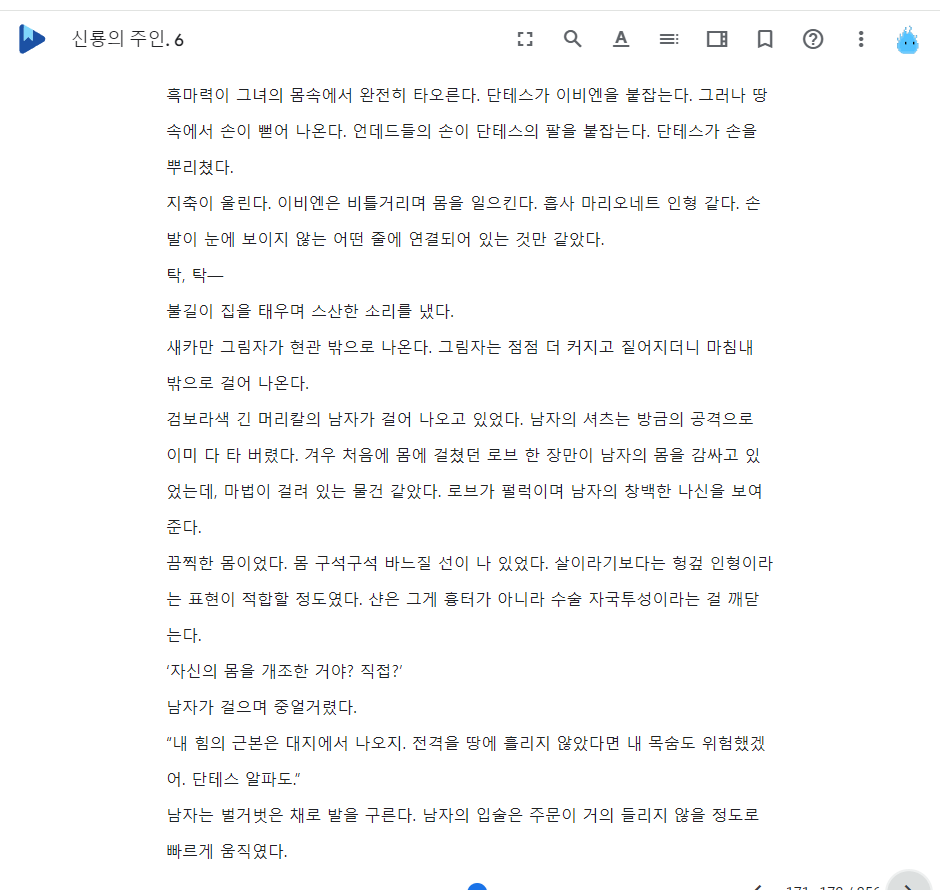 신룡의 주인. 6
흑마력이 그녀의 몸속에서 완전히 타오른다. 단테스가 이비엔을 붙잡는다. 그러나 땅
속에서 손이 뻗어 나온다. 언데드들의 손이 단테스의 팔을 붙잡는다. 단테스가 손을
뿌리쳤다.
지축이 울린다. 이비엔은 비틀거리며 몸을 일으킨다. 흡사 마리오네트 인형 같다. 손
발이 눈에 보이지 않는 어떤 줄에 연결되어 있는 것만 같았다.
탁, 탁―
불길이 집을 태우며 스산한 소리를 냈다.
새카만 그림자가 현관 밖으로 나온다. 그림자는 점점 더 커지고 짙어지더니 마침내
밖으로 걸어 나온다.
검보라색 긴 머리칼의 남자가 걸어 나오고 있었다. 남자의 셔츠는 방금의 공격으로
이미 다 타 버렸다. 겨우 처음에 몸에 걸쳤던 로브 한 장만이 남자의 몸을 감싸고 있
었는데, 마법이 걸려 있는 물건 같았다. 로브가 펄럭이며 남자의 창백한 나신을 보여
준다.
끔찍한 몸이었다. 몸 구석구석 바느질 선이 나 있었다. 살이라기보다는 헝겊 인형이라
는 표현이 적합할 정도였다. 샨은 그게 흉터가 아니라 수술 자국투성이라는 걸 깨닫
는다.
‘자신의 몸을 개조한 거야? 직접?’
남자가 걸으며 중얼거렸다.
“내 힘의 근본은 대지에서 나오지. 전격을 땅에 흘리지 않았다면 내 목숨도 위험했겠
어. 단테스 알파도.”
남자는 벌거벗은 채로 발을 구른다. 남자의 입술은 주문이 거의 들리지 않을 정도로
빠르게 움직였다.